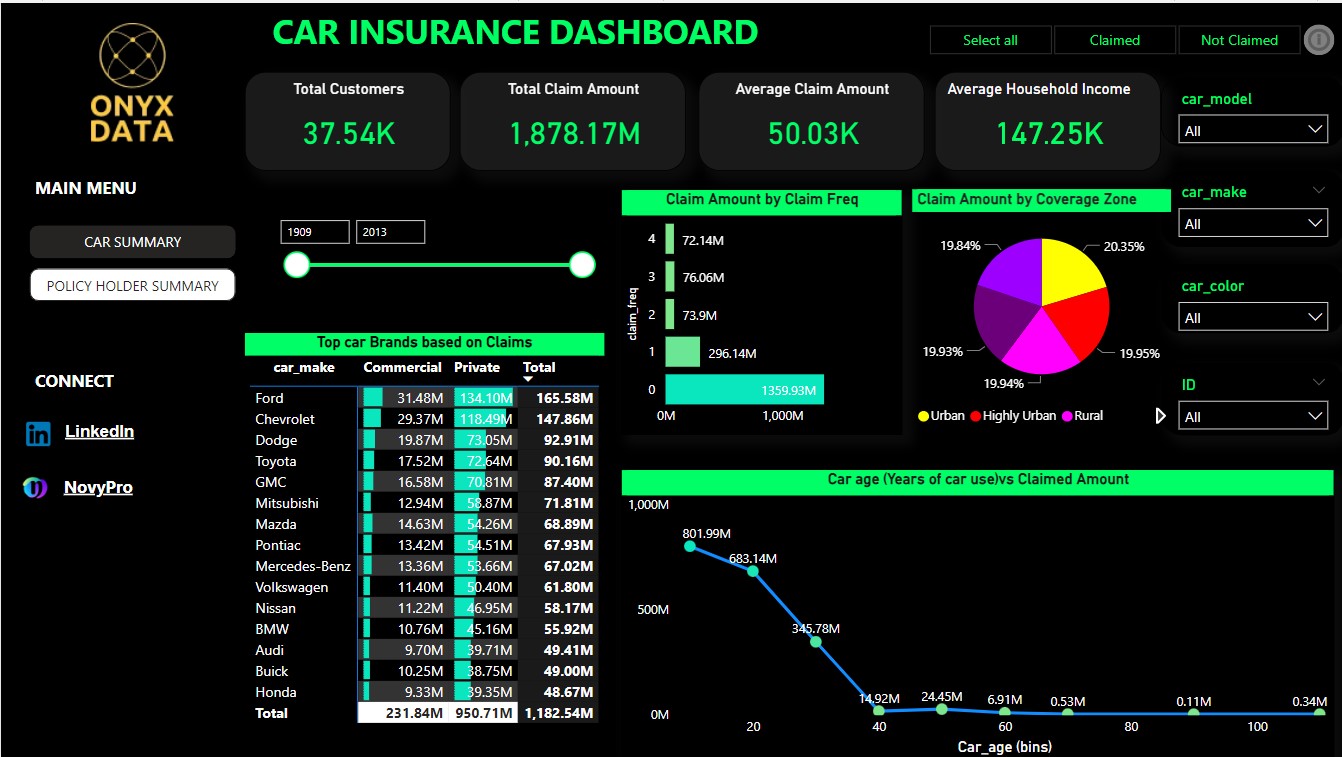 CAR INSURANCE DASHBOARD
Select all
Claimed
Not Claimed
ONYX
DATA
Total Customers
37.54K
Total Claim Amount
1,878.17M
Average Claim Amount
50.03K
Average Household Income
147.25K
car_model
All
car_make
All
car_color
All
ID
All
MAIN MENU
CAR SUMMARY
POLICY HOLDER SUMMARY
CONNECT
LinkedIn
NovyPro
1909
2013
Top car Brands based on Claims
car_make Commercial Private Total
Ford 31.48M 134.10M 165.58M
Chevrolet 29.37M 118.49M 147.86M
Dodge 19.87M 73.05M 92.91M
Toyota 17.52M 72.64M 90.16M
GMC 16.58M 70.81M 87.40M
Mitsubishi 12.94M 58.87M 71.81M
Mazda 14.63M 54.26M 68.89M
Pontiac 13.42M 54.51M 67.93M
Mercedes-Benz 13.36M 53.66M 67.02M
Volkswagen 11.40M 50.40M 61.80M
Nissan 11.22M 46.95M 58.17M
BMW 10.76M 45.16M 55.92M
Audi 9.70M 39.71M 49.41M
Buick 10.25M 38.75M 49.00M
Honda 9.33M 39.35M 48.67M
Total 231.84M 950.71M 1,182.54M
Claim Amount by Claim Freq
claim_freq
4 72.14M
3 76.06M
2 73.9M
1 296.14M
0 1359.93M
0M 1,000M
Claim Amount by Coverage Zone
19.84% 20.35%
19.93% 19.95%
19.94%
Urban Highly Urban Rural
Car age (Years of car use)vs Claimed Amount
1,000M
500M
0M
801.99M
683.14M
345.78M
14.92M
24.45M
6.91M
0.53M
0.11M
0.34M
20 40 60 80 100
Car_age (bins)